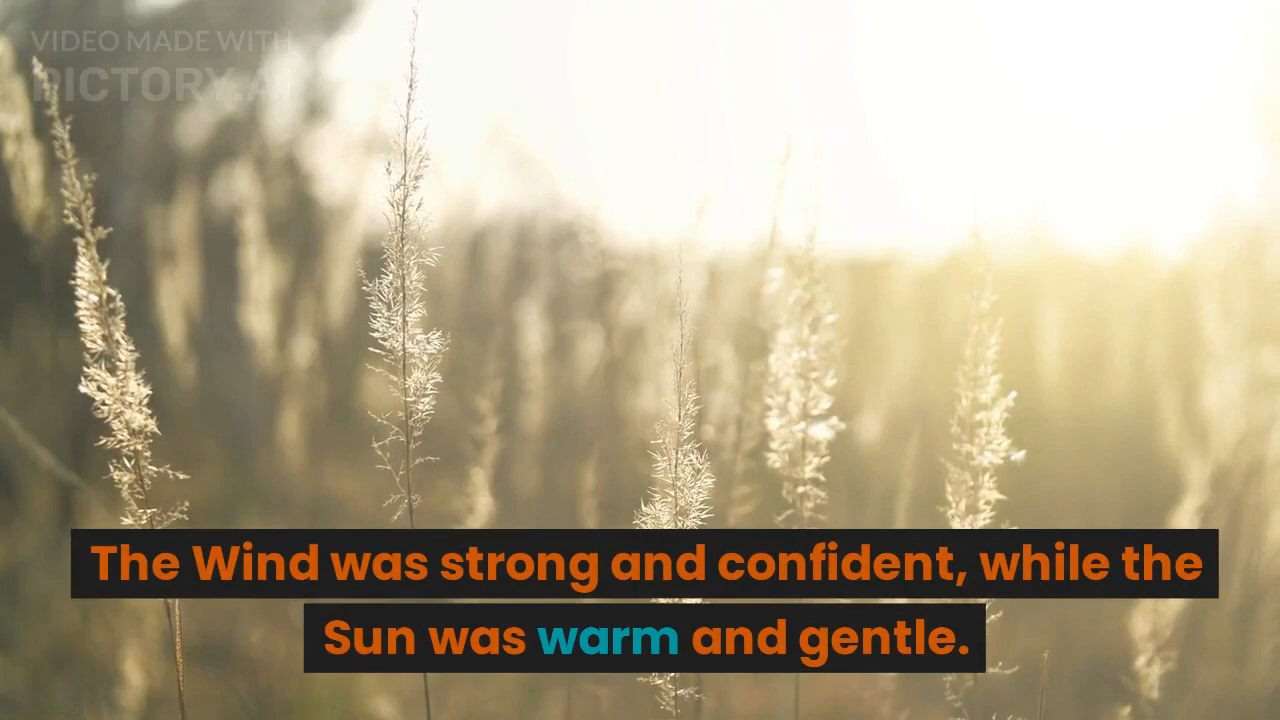 VIDEO MADE WITH
PICTORY.AI
The Wind was strong and confident, while the
Sun was warm and gentle.